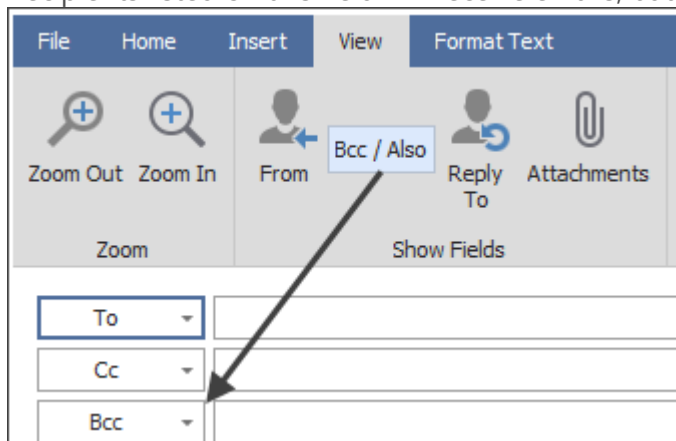 File Home Insert View Format Text
Bcc / Also
Zoom Out Zoom In From Reply Attachments
To
Zoom Show Fields
To
Cc
Bcc